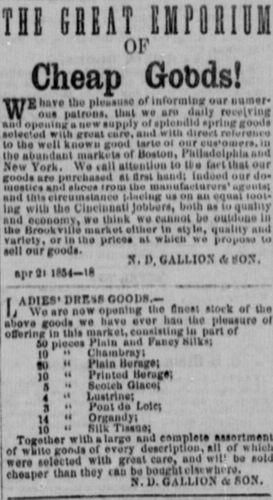 THE GREAT EMPORIUM
OF
Cheap Goods!
WE have the pleasuse of informing our numer-
ous patrons, that we are daily receiving
and opening a new supply of splendid spring goods
selected with great care, and with direct reference
to the well known good taste of our customers, in
the abundant markets of Boston, Philadelphia and
New York. We call attention to the fact that our
goods are purchased at first hand; indeed our do-
mestics and shoes from the manufacturers' agents;
and this circumstance placing us on an equal foot-
ing with the Cincinnati jobbers, both as to quality
and economy, we think we cannot be outdone in
the Brookville market either in style, quality and
variety, or in the prices at which we propose to
sell our goods.
N. D. GALLION & SON.
apr 21 1854—18
LADIES' DRESS GOODS.—
We are now opening the finest stock of the
above goods we have ever had the pleasure of
offering in this market, consisting in part of
50 pieces Plain and Fancy Silks;
10 " Chambray;
20 " Plain Berage;
10 " Printed Berage;
5 " Scotch Glace;
4 " Lustrine;
3 " Pont de Loie;
14 " Organdy;
10 " Silk Tissue;
Together with a large and complete assortment
of white goods of every description, all of which
were selected with great care, and will be sold
cheaper than they can be bought elsewhere.
N. D. GALLION & SON.